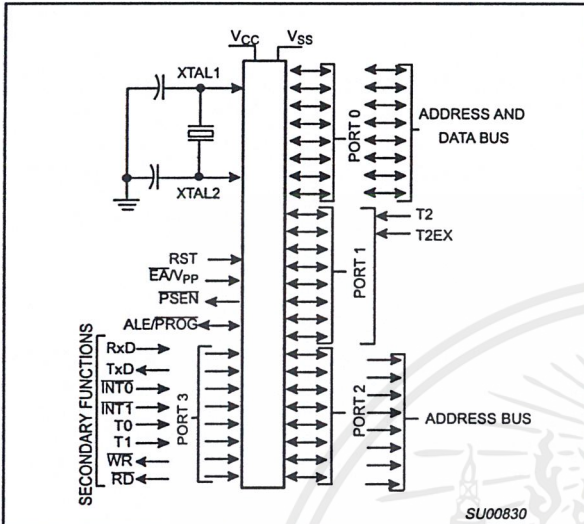 VCC VSS
XTAL1
XTAL2
PORT 0
ADDRESS AND
DATA BUS
T2
T2EX
PORT 1
RST
EA/VPP
PSEN
ALE/PROG
SECONDARY FUNCTIONS
RxD
TxD
INT0
INT1
T0
T1
WR
RD
PORT 3
PORT 2
ADDRESS BUS
SU00830